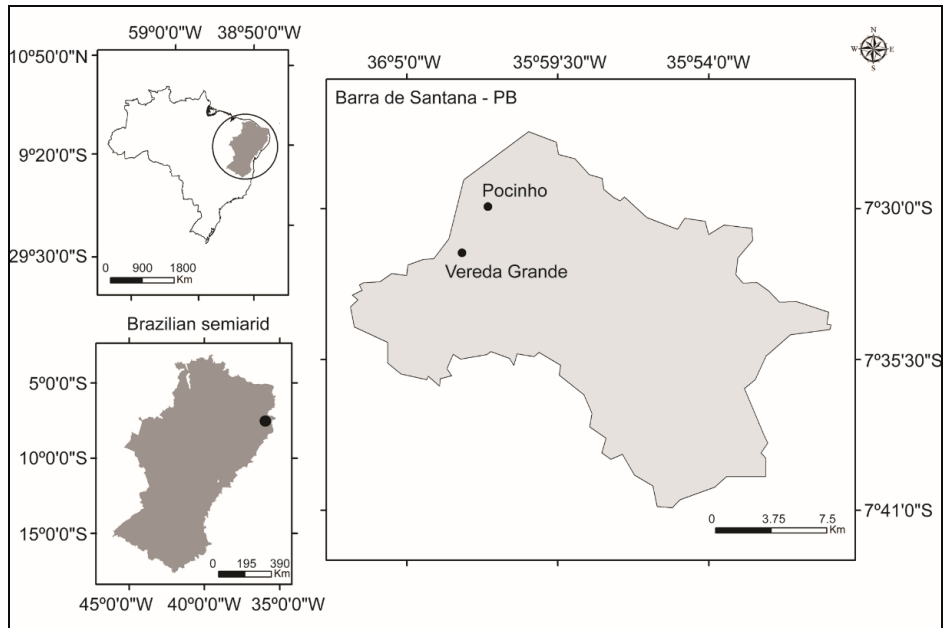 59º0'0"W 38º50'0"W
10º50'0"N
9º20'0"S
29º30'0"S
0 900 1800
Km
Brazilian semiarid
5º0'0"S
10º0'0"S
15º0'0"S
0 195 390
Km
45º0'0"W 40º0'0"W 35º0'0"W
N
W E
S
36º5'0"W 35º59'30"W 35º54'0"W
Barra de Santana - PB
Pocinho
Vereda Grande
7º30'0"S
7º35'30"S
7º41'0"S
0 3.75 7.5
Km